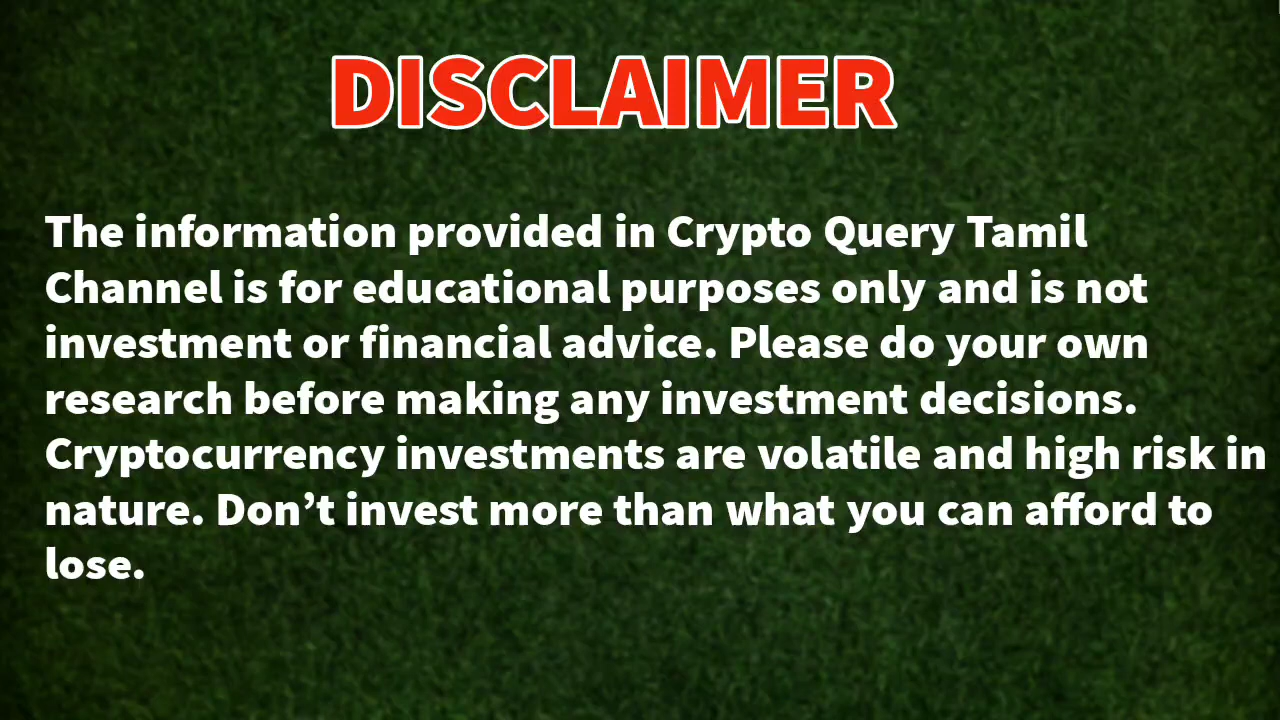 DISCLAIMER
The information provided in Crypto Query Tamil
Channel is for educational purposes only and is not
investment or financial advice. Please do your own
research before making any investment decisions.
Cryptocurrency investments are volatile and high risk in
nature. Don’t invest more than what you can afford to
lose.